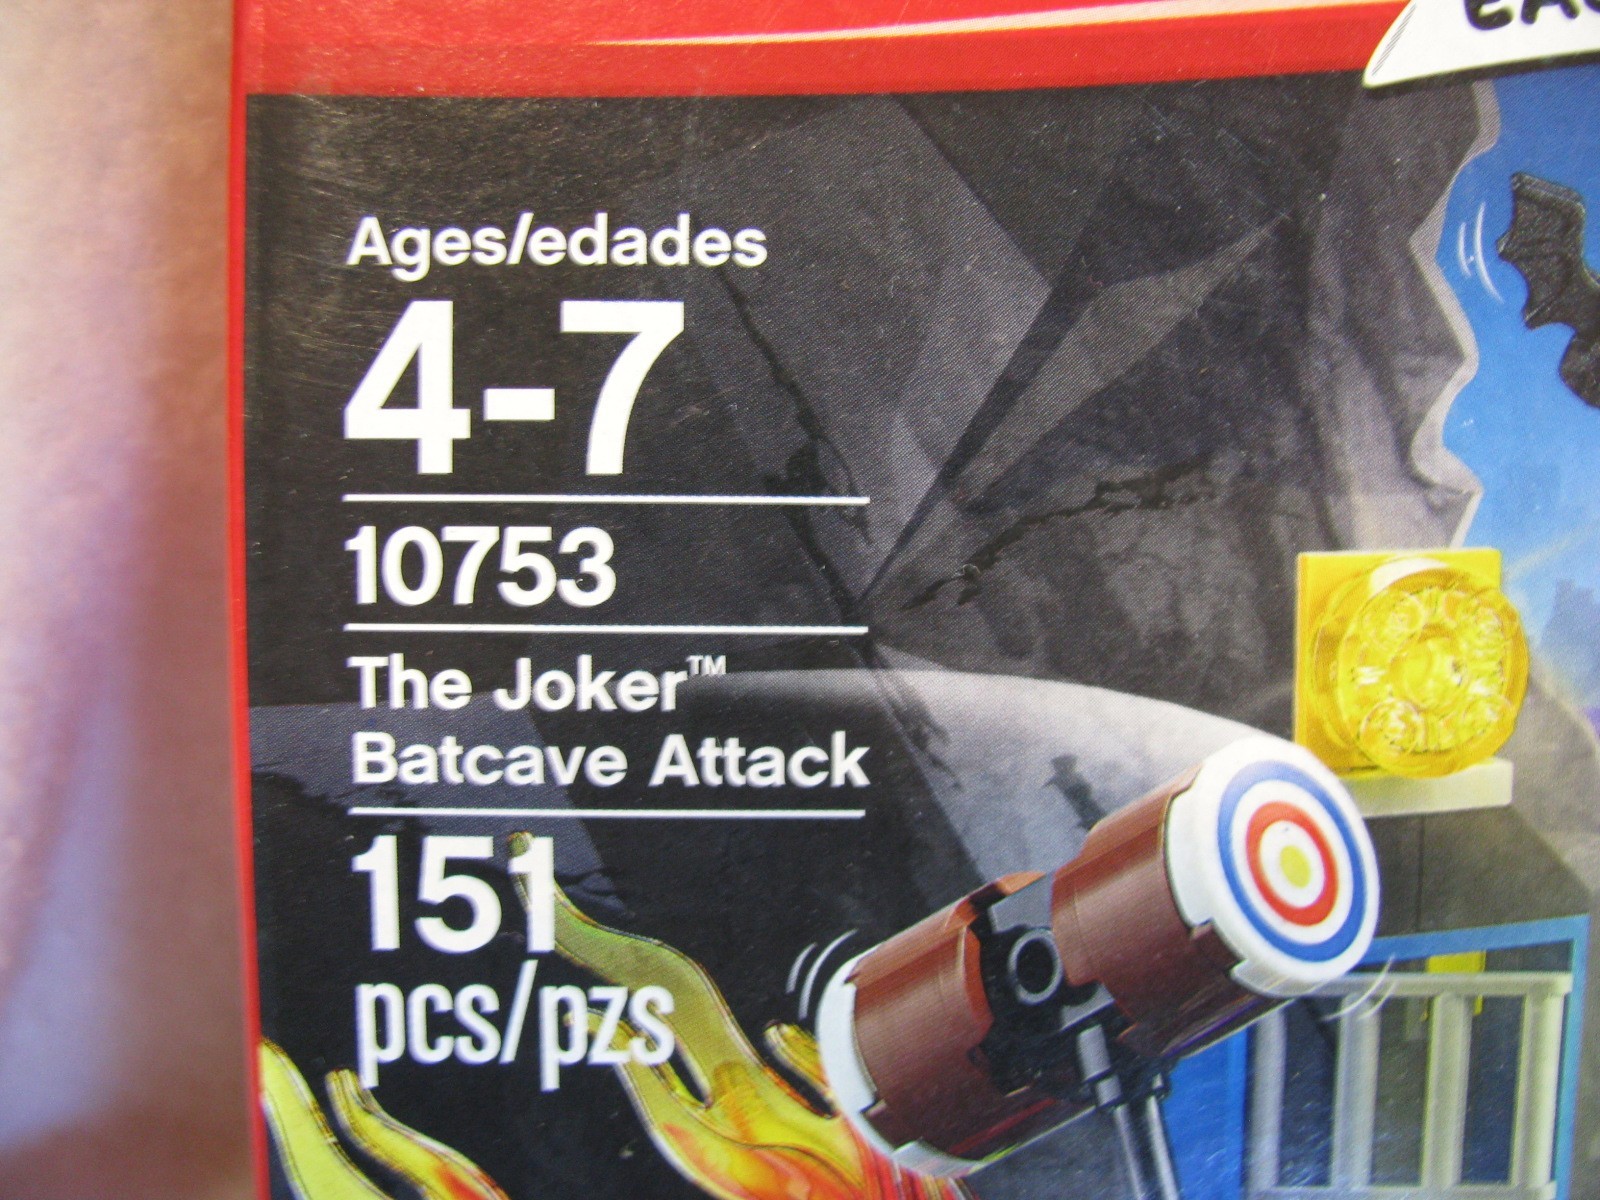 Ages/edades
4-7
10753
The Joker™
Batcave Attack
151
pcs/pzs